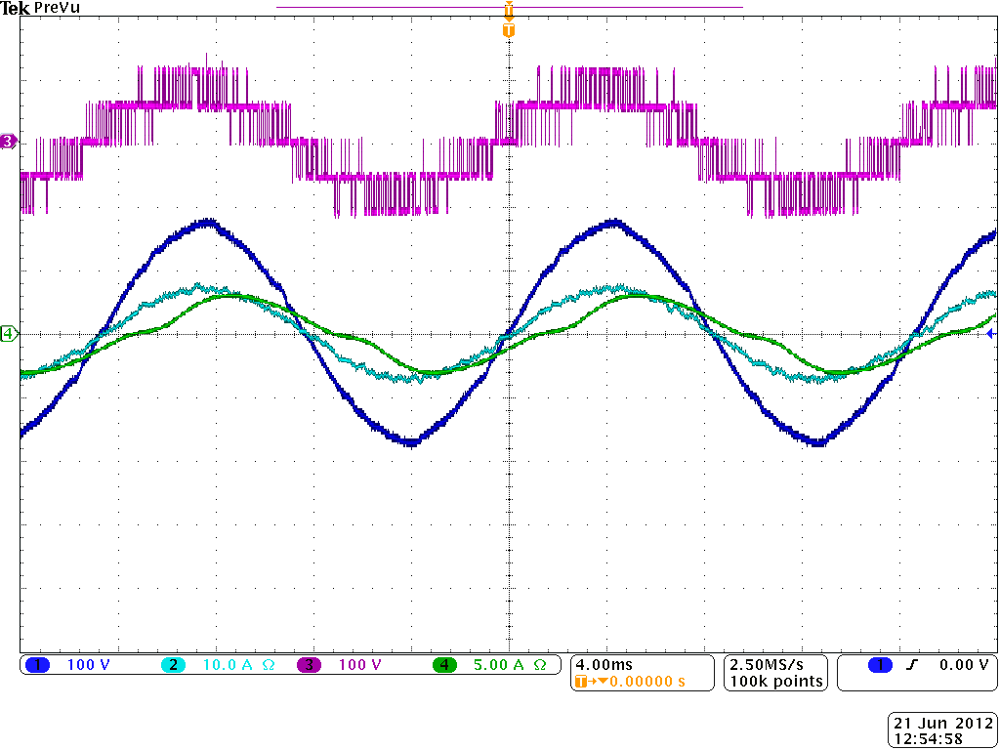 Tek PreVu
T
T
3
4
1 100 V 2 10.0 A Ω 3 100 V 4 5.00 A Ω
4.00ms
T→▼0.00000 s
2.50MS/s
100k points
1 0.00 V
21 Jun 2012
12:54:58